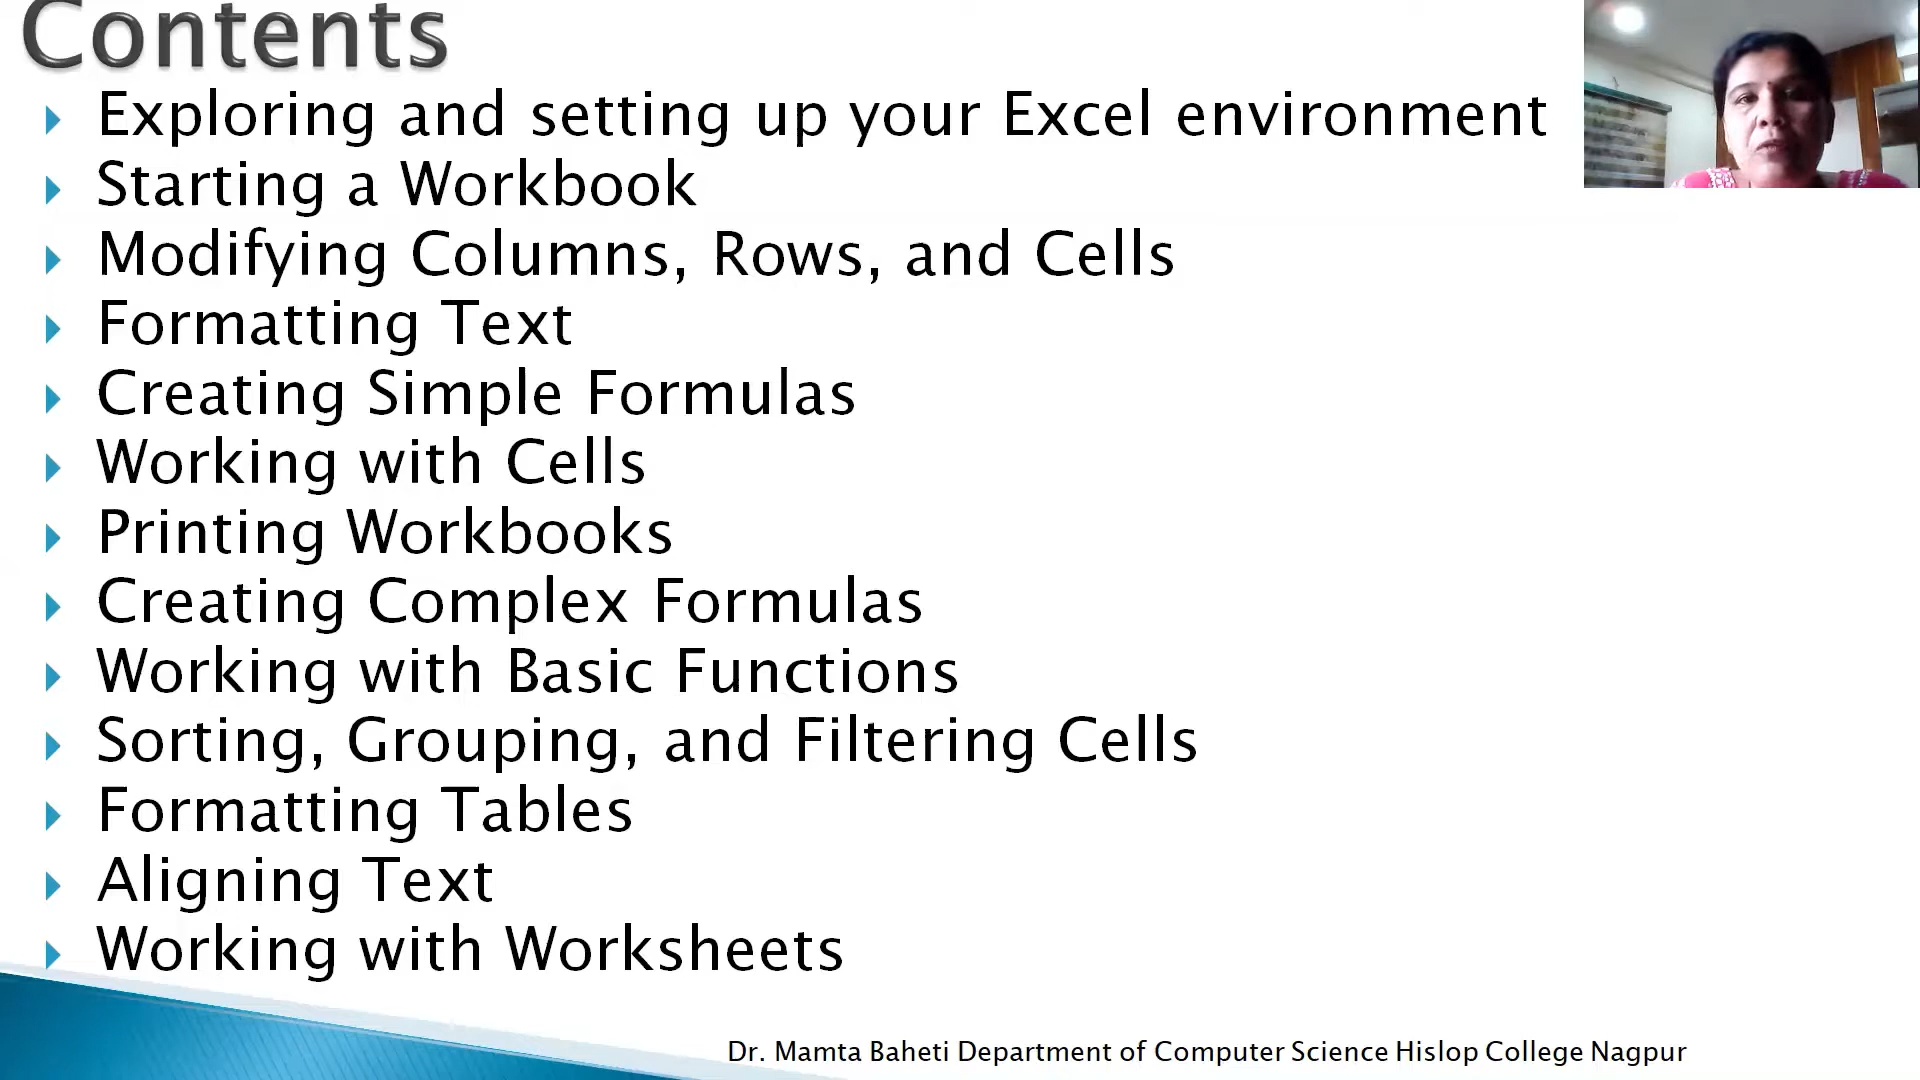 Contents
Exploring and setting up your Excel environment
Starting a Workbook
Modifying Columns, Rows, and Cells
Formatting Text
Creating Simple Formulas
Working with Cells
Printing Workbooks
Creating Complex Formulas
Working with Basic Functions
Sorting, Grouping, and Filtering Cells
Formatting Tables
Aligning Text
Working with Worksheets
Dr. Mamta Baheti Department of Computer Science Hislop College Nagpur